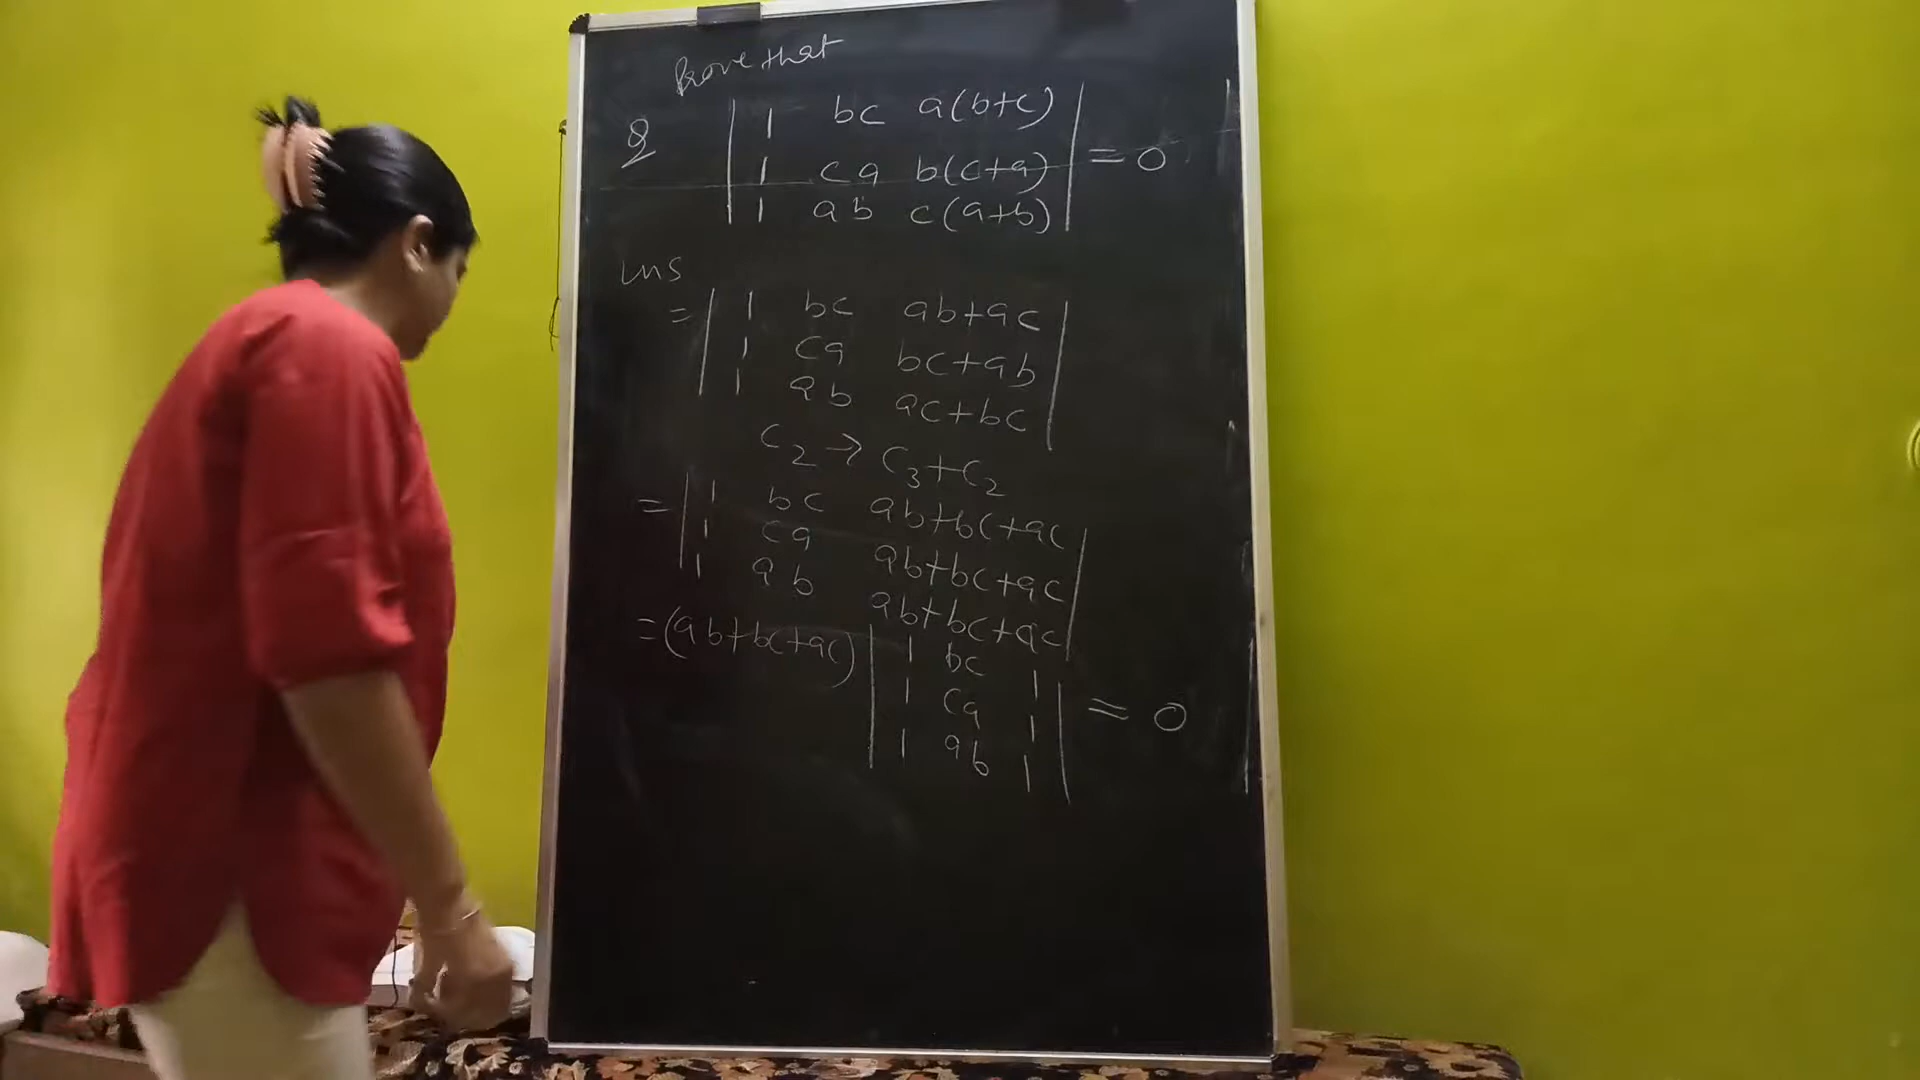 Prove that
Q | 1 bc a(b+c) |
| 1 ca b(c+a) | = 0
| 1 ab c(a+b) |
LHS
= | 1 bc ab+ac |
| 1 ca bc+ab |
| 1 ab ac+bc |
C2 → C3+C2
= | 1 bc ab+bc+ac |
| 1 ca ab+bc+ac |
| 1 ab ab+bc+ac |
=(ab+bc+ac) | 1 bc 1 |
| 1 ca 1 | = 0
| 1 ab 1 |